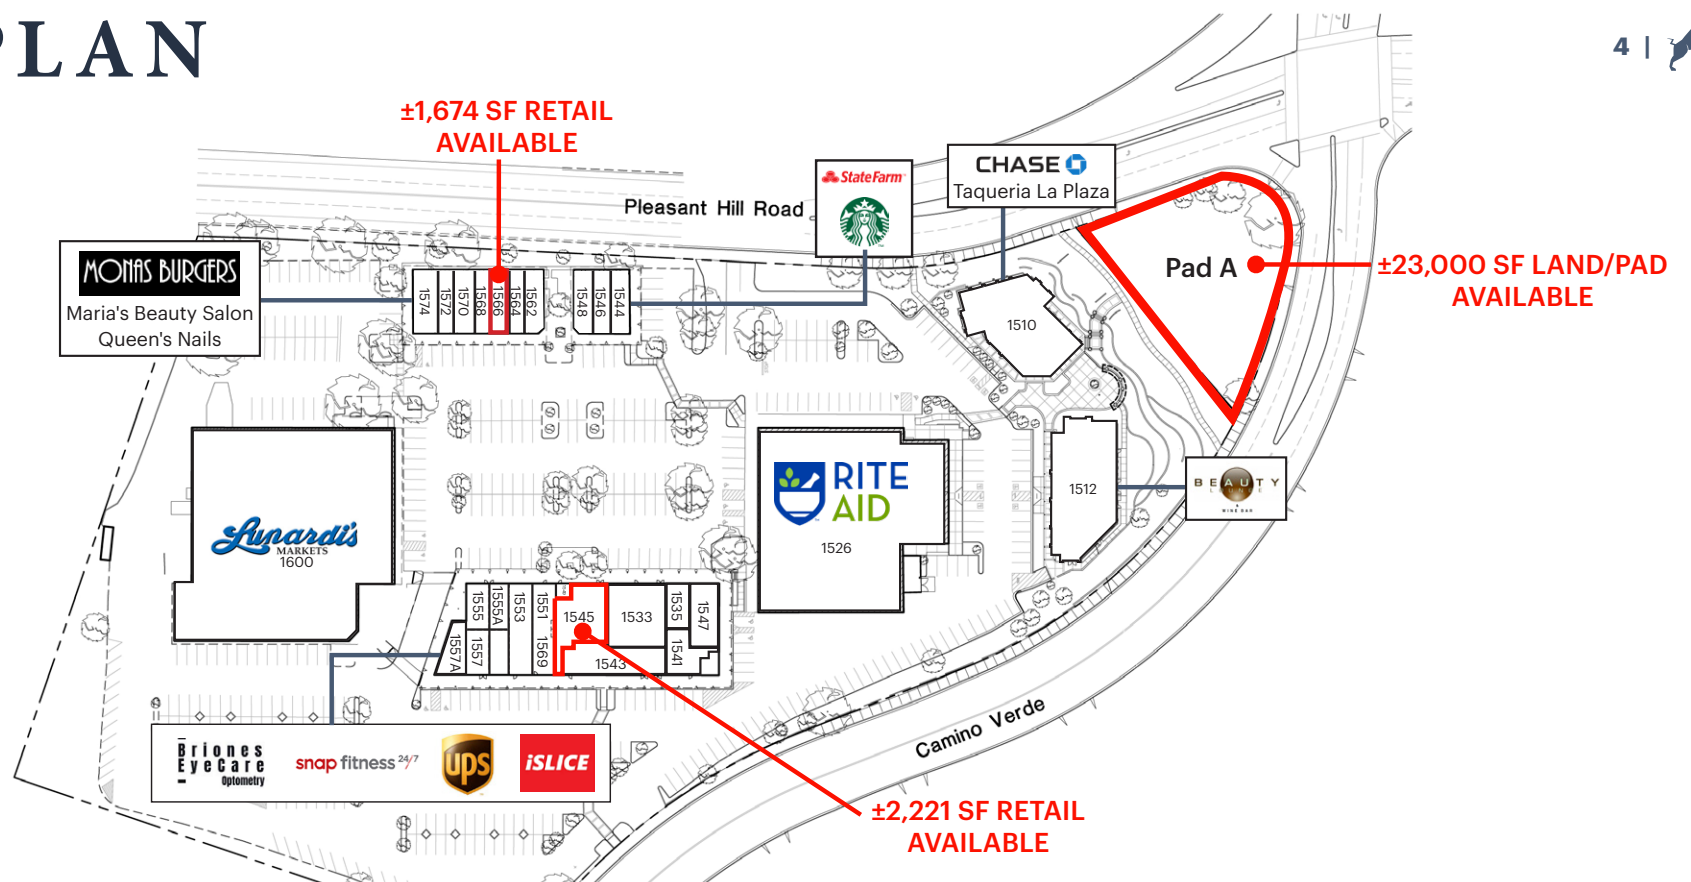 PLAN
4 |
±1,674 SF RETAIL
AVAILABLE
StateFarm
CHASE
Taqueria La Plaza
Pleasant Hill Road
MONAS BURGERS
Maria's Beauty Salon
Queen's Nails
Pad A
±23,000 SF LAND/PAD
AVAILABLE
1574
1572
1570
1568
1566
1564
1562
1548
1546
1544
1510
RITE
AID
1526
1512
BEAUTY
LOUNGE
&
WINE BAR
Lunardi's
MARKETS
1600
1555
1555A
1553
1551
1545
1533
1535
1547
1557A
1557
1569
1543
1541
Camino Verde
Briones
EyeCare
Optometry
snap fitness 24/7
ups
iSLICE
±2,221 SF RETAIL
AVAILABLE